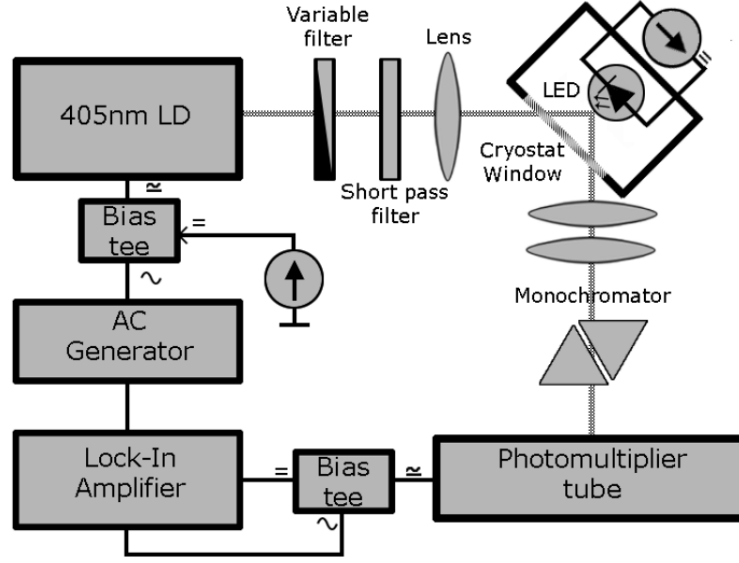 Variable
filter
Lens
LED
405nm LD
Cryostat
Window
Short pass
filter
≅
Bias
tee
=
~
Monochromator
AC
Generator
Lock-In
Amplifier
=
Bias
tee
≅
~
Photomultiplier
tube